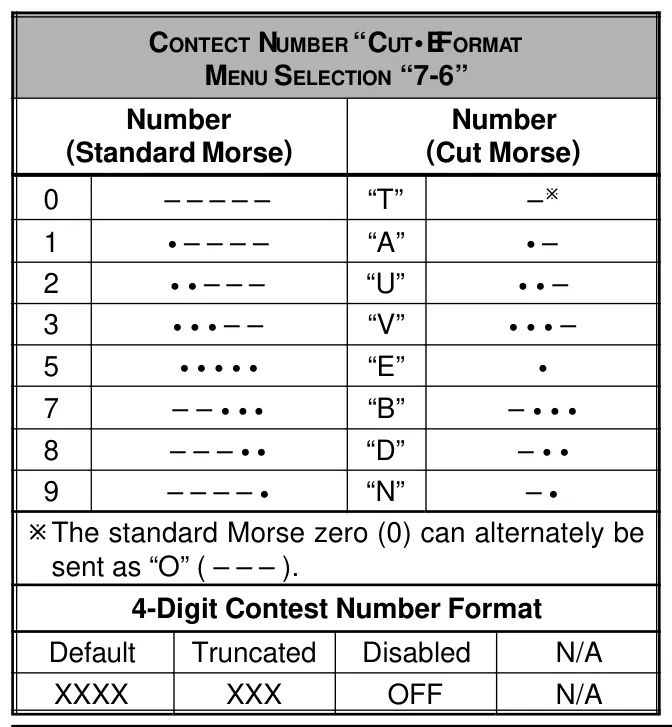 CONTECT NUMBER “CUT•E”FORMAT
MENU SELECTION “7-6”
Number (Standard Morse) Number (Cut Morse)
0 – – – – – “T” –※
1 •– – – – “A” •–
2 ••– – – “U” ••–
3 •••– – “V” •••–
5 ••••• “E” •
7 – –••• “B” –•••
8 – – –•• “D” –••
9 – – – –• “N” –•
※ The standard Morse zero (0) can alternately be
sent as “O” ( – – – ).
4-Digit Contest Number Format
Default Truncated Disabled N/A
XXXX XXX OFF N/A